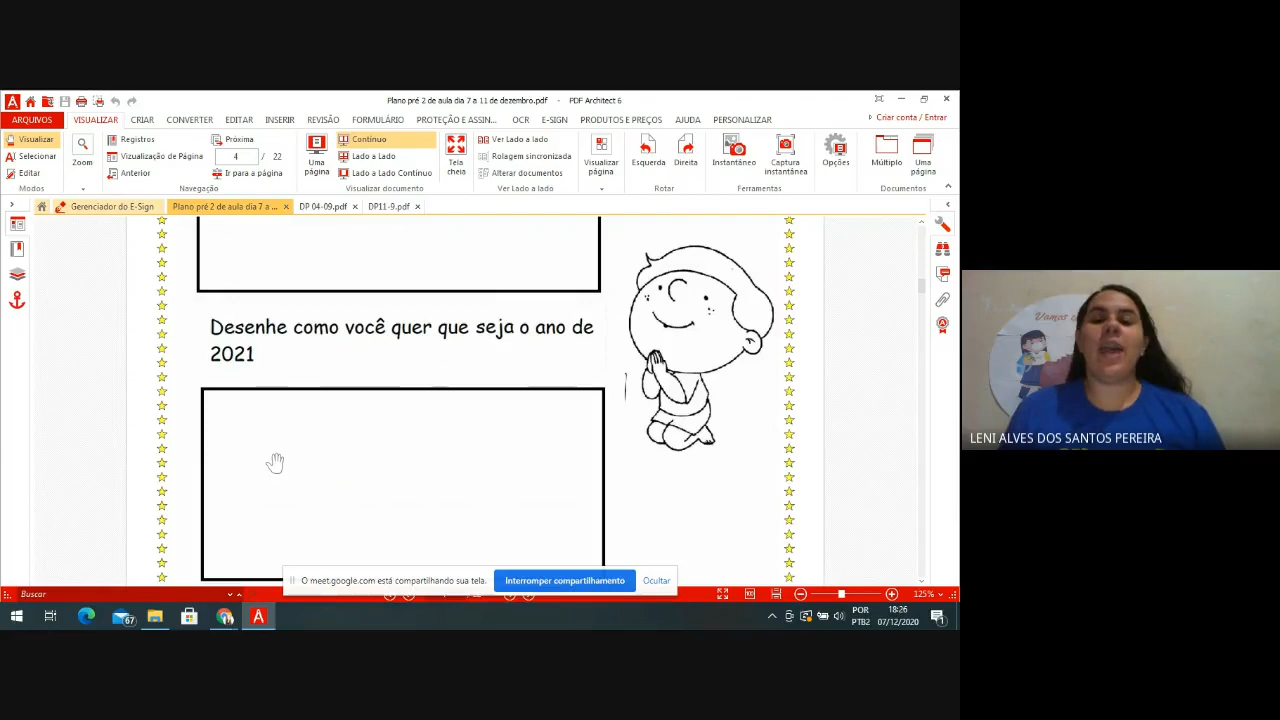 Plano pré 2 de aula dia 7 a 11 de dezembro.pdf - PDF Architect 6
ARQUIVOS VISUALIZAR CRIAR CONVERTER EDITAR INSERIR REVISÃO FORMULÁRIO PROTEÇÃO E ASSIN... OCR E-SIGN PRODUTOS E PREÇOS AJUDA PERSONALIZAR
Criar conta / Entrar
Visualizar
Selecionar
Editar
Modos
Zoom
Registros
Vizualização de Página
Anterior
Próxima
4 / 22
Ir para a página
Navegação
Uma página
Contínuo
Lado a Lado
Lado a Lado Contínuo
Visualizar documento
Tela cheia
Ver Lado a lado
Rolagem sincronizada
Alterar documentos
Ver Lado a lado
Visualizar página
Esquerda
Direita
Rotar
Instantâneo
Captura instantânea
Ferramentas
Opções
Múltiplo
Uma página
Documentos
Gerenciador do E-Sign
Plano pré 2 de aula dia 7 a ...
DP 04-09.pdf
DP11-9.pdf
Desenhe como você quer que seja o ano de
2021
Vamos
LENI ALVES DOS SANTOS PEREIRA
O meet.google.com está compartilhando sua tela.
Interromper compartilhamento
Ocultar
Buscar
125%
67
POR
PTB2
18:26
07/12/2020
1